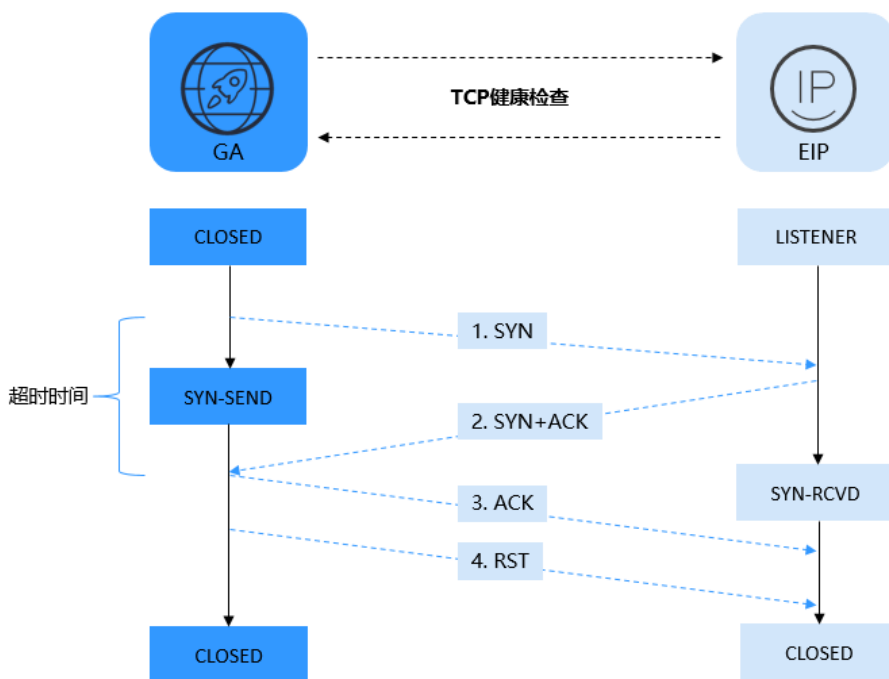 IP
GA
TCP健康检查
EIP
CLOSED
LISTENER
1. SYN
超时时间
SYN-SEND
2. SYN+ACK
SYN-RCVD
3. ACK
4. RST
CLOSED
CLOSED